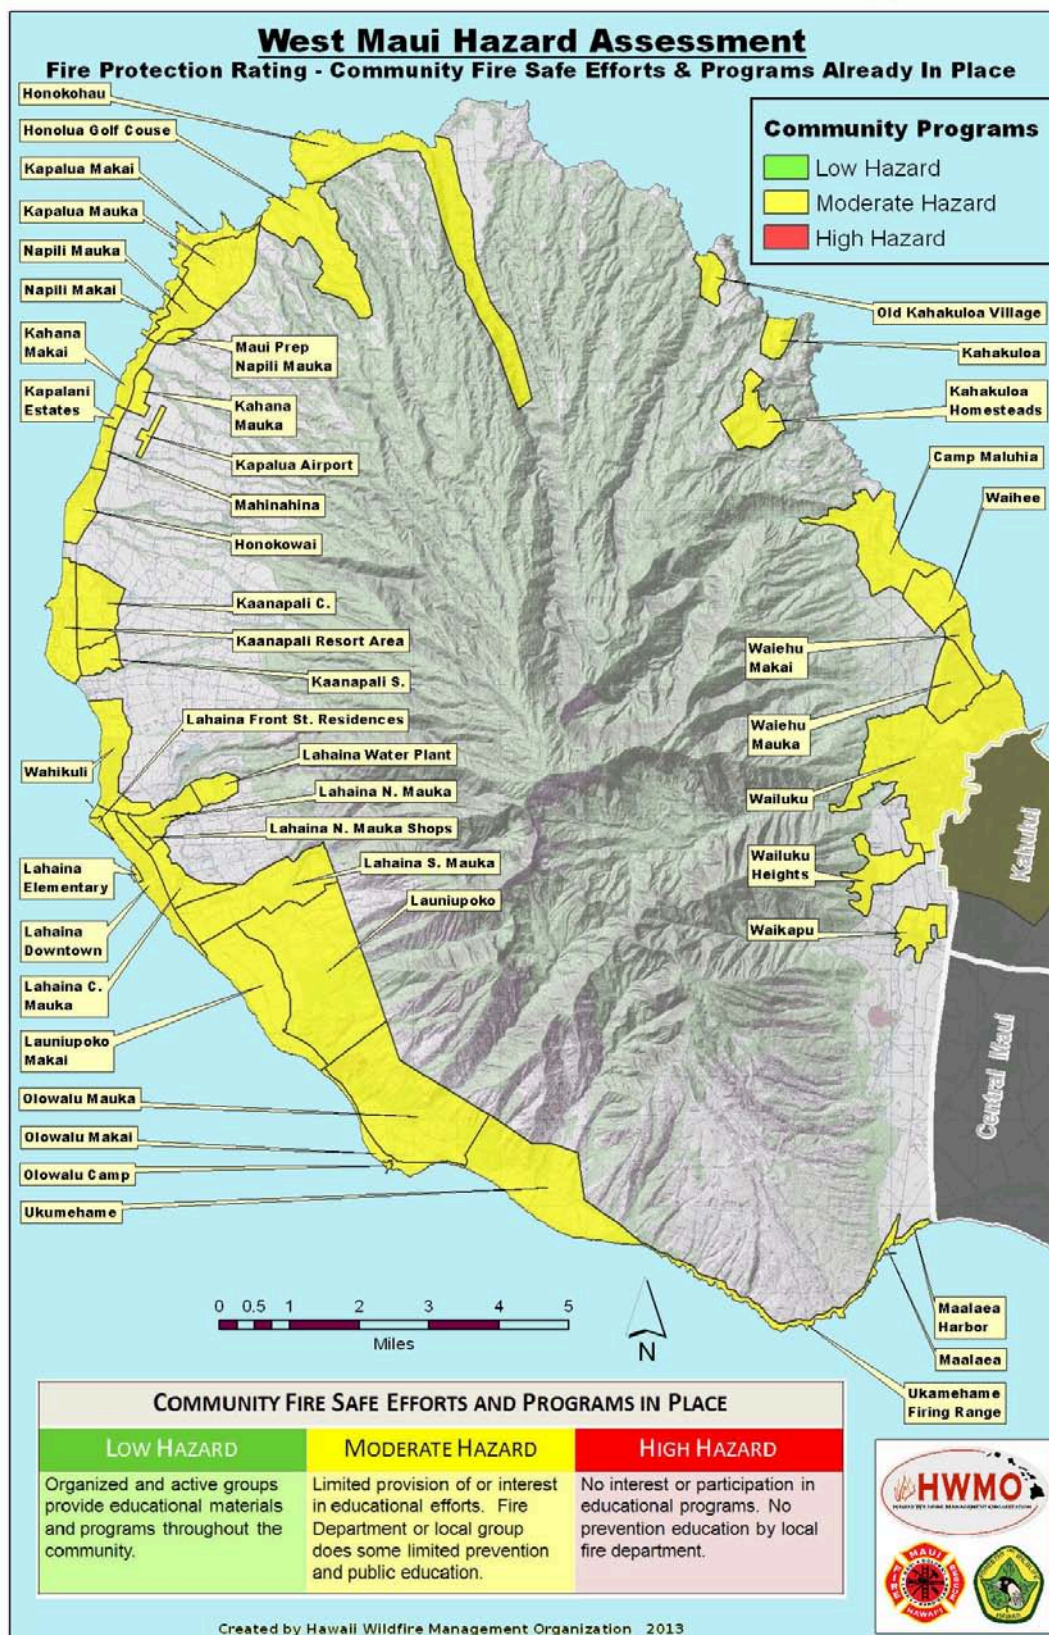 West Maui Hazard Assessment
Fire Protection Rating - Community Fire Safe Efforts & Programs Already In Place
Honokohau
Honolua Golf Couse
Kapalua Makai
Kapalua Mauka
Napili Mauka
Napili Makai
Kahana
Makai
Kapalani
Estates
Maui Prep
Napili Mauka
Kahana
Mauka
Kapalua Airport
Mahinahina
Honokowai
Kaanapali C.
Kaanapali Resort Area
Kaanapali S.
Lahaina Front St. Residences
Wahikuli
Lahaina Water Plant
Lahaina N. Mauka
Lahaina N. Mauka Shops
Lahaina S. Mauka
Launiupoko
Lahaina
Elementary
Lahaina
Downtown
Lahaina C.
Mauka
Launiupoko
Makai
Olowalu Mauka
Olowalu Makai
Olowalu Camp
Ukumehame
Community Programs
Low Hazard
Moderate Hazard
High Hazard
Old Kahakuloa Village
Kahakuloa
Kahakuloa
Homesteads
Camp Maluhia
Waihee
Waiehu
Makai
Waiehu
Mauka
Wailuku
Wailuku
Heights
Waikapu
Kahului
Central Maui
Maalaea
Harbor
Maalaea
Ukamehame
Firing Range
0 0.5 1 2 3 4 5
Miles
N
COMMUNITY FIRE SAFE EFFORTS AND PROGRAMS IN PLACE
LOW HAZARD
Organized and active groups
provide educational materials
and programs throughout the
community.
MODERATE HAZARD
Limited provision of or interest
in educational efforts. Fire
Department or local group
does some limited prevention
and public education.
HIGH HAZARD
No interest or participation in
educational programs. No
prevention education by local
fire department.
HWMO
HAWAII WILDFIRE MANAGEMENT ORGANIZATION
MAUI
FIRE
HAWAI'I
Created by Hawaii Wildfire Management Organization 2013